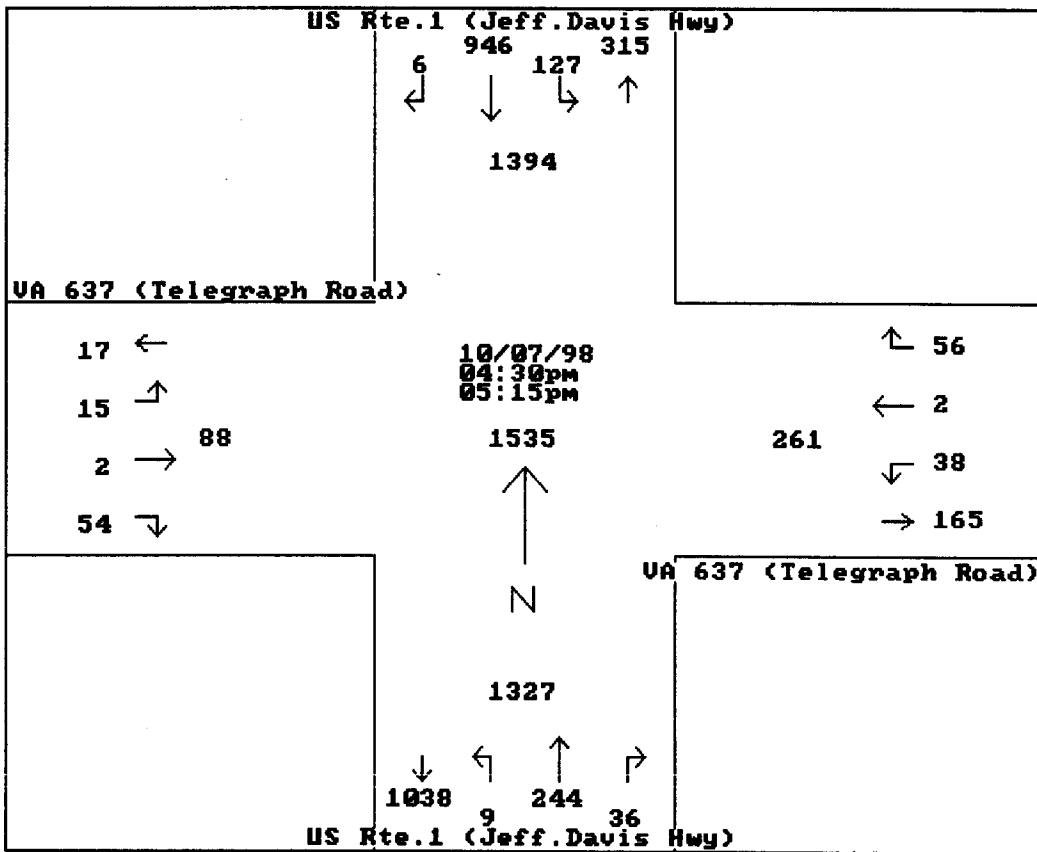 US Rte.1 (Jeff.Davis Hwy)
946 315
6 127
1394
VA 637 (Telegraph Road)
17
15
88
2
54
10/07/98
04:30pm
05:15pm
1535
56
2
261
38
165
VA 637 (Telegraph Road)
N
1327
1038 244
9 36
US Rte.1 (Jeff.Davis Hwy)